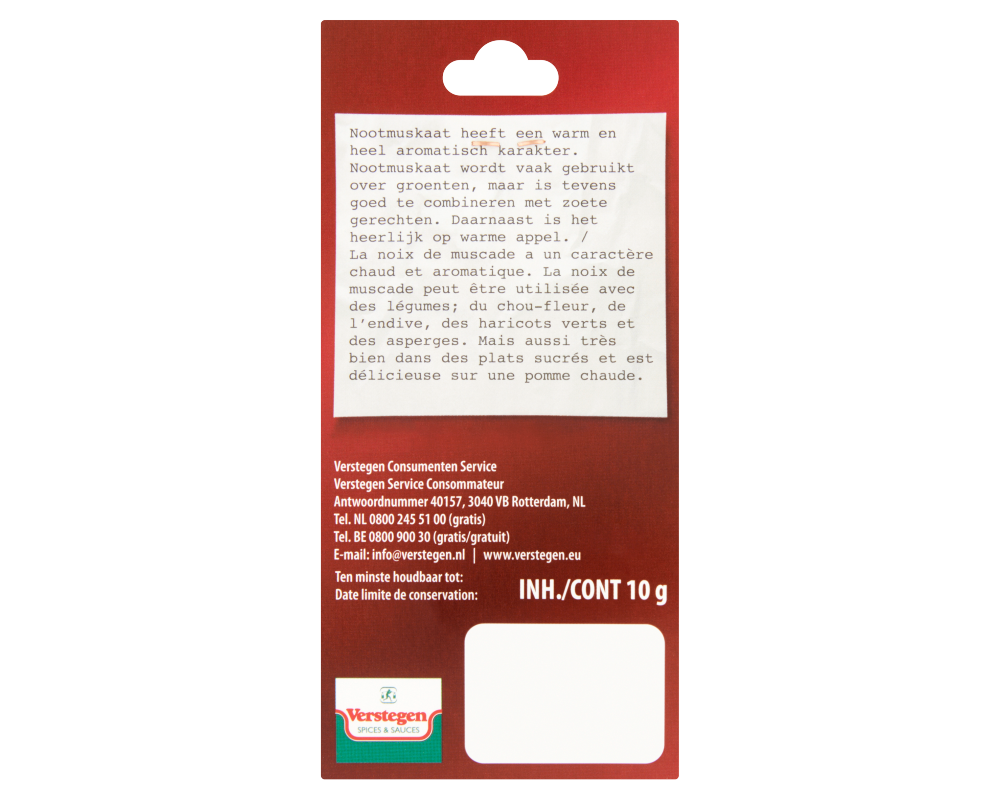 Nootmuskaat heeft een warm en
heel aromatisch karakter.
Nootmuskaat wordt vaak gebruikt
over groenten, maar is tevens
goed te combineren met zoete
gerechten. Daarnaast is het
heerlijk op warme appel. /
La noix de muscade a un caractère
chaud et aromatique. La noix de
muscade peut être utilisée avec
des légumes; du chou-fleur, de
l'endive, des haricots verts et
des asperges. Mais aussi très
bien dans des plats sucrés et est
délicieuse sur une pomme chaude.
Verstegen Consumenten Service
Verstegen Service Consommateur
Antwoordnummer 40157, 3040 VB Rotterdam, NL
Tel. NL 0800 245 51 00 (gratis)
Tel. BE 0800 900 30 (gratis/gratuit)
E-mail: info@verstegen.nl | www.verstegen.eu
Ten minste houdbaar tot:
Date limite de conservation:
INH./CONT 10 g
Verstegen
SPICES & SAUCES